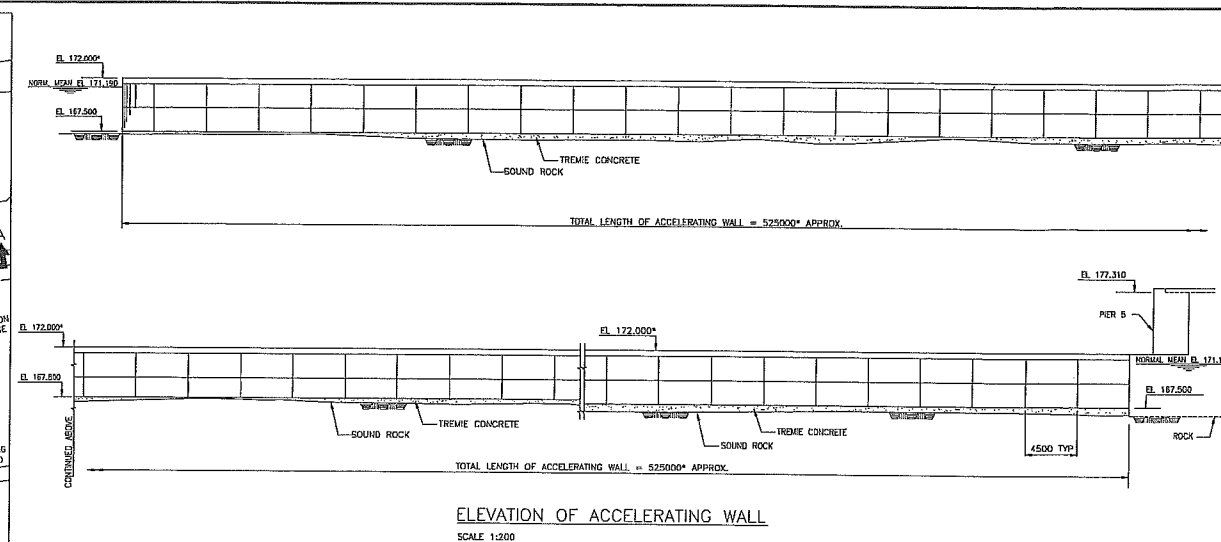 EL 172.000*
NORM. MEAN EL 171.190
EL 167.500
TREMIE CONCRETE
SOUND ROCK
TOTAL LENGTH OF ACCELERATING WALL = 525000* APPROX.
A
EL 177.310
PIER 5
EL 172.000*
EL 172.000*
NORMAL MEAN EL 171.1
EL 167.500
EL 167.500
ROCK
CONTINUED ABOVE
SOUND ROCK
TREMIE CONCRETE
SOUND ROCK
TREMIE CONCRETE
4500 TYP
TOTAL LENGTH OF ACCELERATING WALL = 525000* APPROX.
ELEVATION OF ACCELERATING WALL
SCALE 1:200